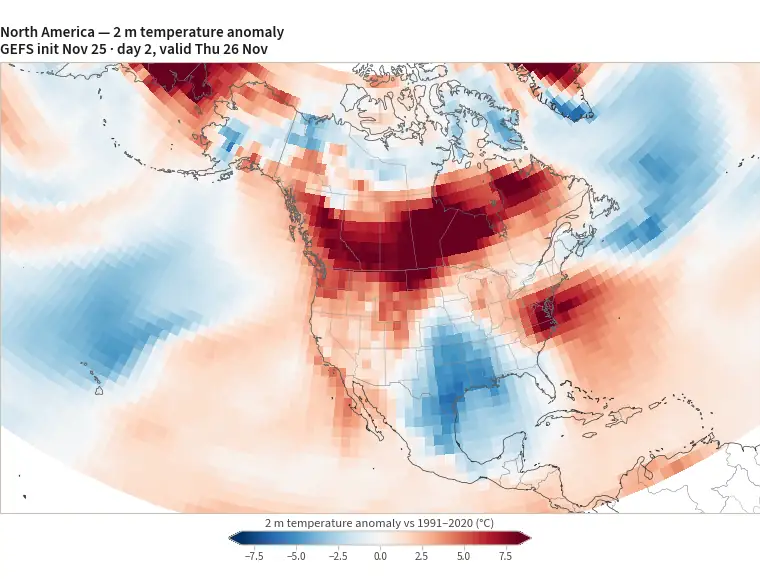 North America — 2 m temperature anomaly
GEFS init Nov 25 · day 2, valid Thu 26 Nov
2 m temperature anomaly vs 1991–2020 (°C)
−7.5 −5.0 −2.5 0.0 2.5 5.0 7.5